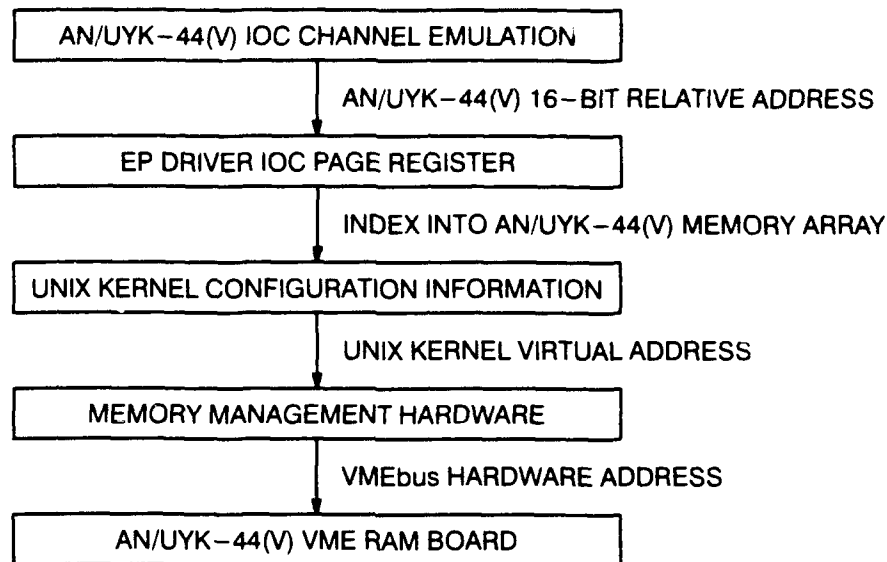 AN/UYK-44(V) IOC CHANNEL EMULATION
AN/UYK-44(V) 16-BIT RELATIVE ADDRESS
EP DRIVER IOC PAGE REGISTER
INDEX INTO AN/UYK-44(V) MEMORY ARRAY
UNIX KERNEL CONFIGURATION INFORMATION
UNIX KERNEL VIRTUAL ADDRESS
MEMORY MANAGEMENT HARDWARE
VMEbus HARDWARE ADDRESS
AN/UYK-44(V) VME RAM BOARD